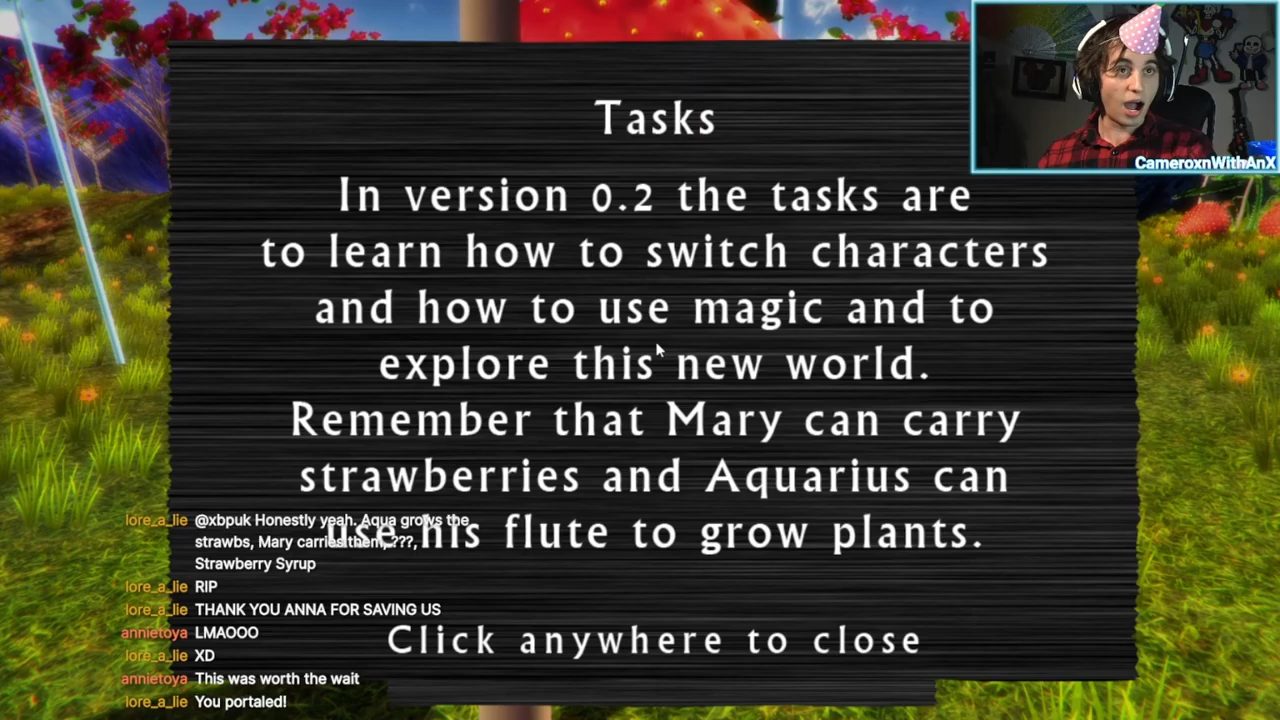 Tasks
In version 0.2 the tasks are
to learn how to switch characters
and how to use magic and to
explore this new world.
Remember that Mary can carry
strawberries and Aquarius can
use his flute to grow plants.
Click anywhere to close
CameroxnWithAnX
lore_a_lie @xbpuk Honestly yeah. Aqua grows the
strawbs, Mary carries them, ???,
Strawberry Syrup
lore_a_lie RIP
lore_a_lie THANK YOU ANNA FOR SAVING US
annietoya LMAOOO
lore_a_lie XD
annietoya This was worth the wait
lore_a_lie You portaled!